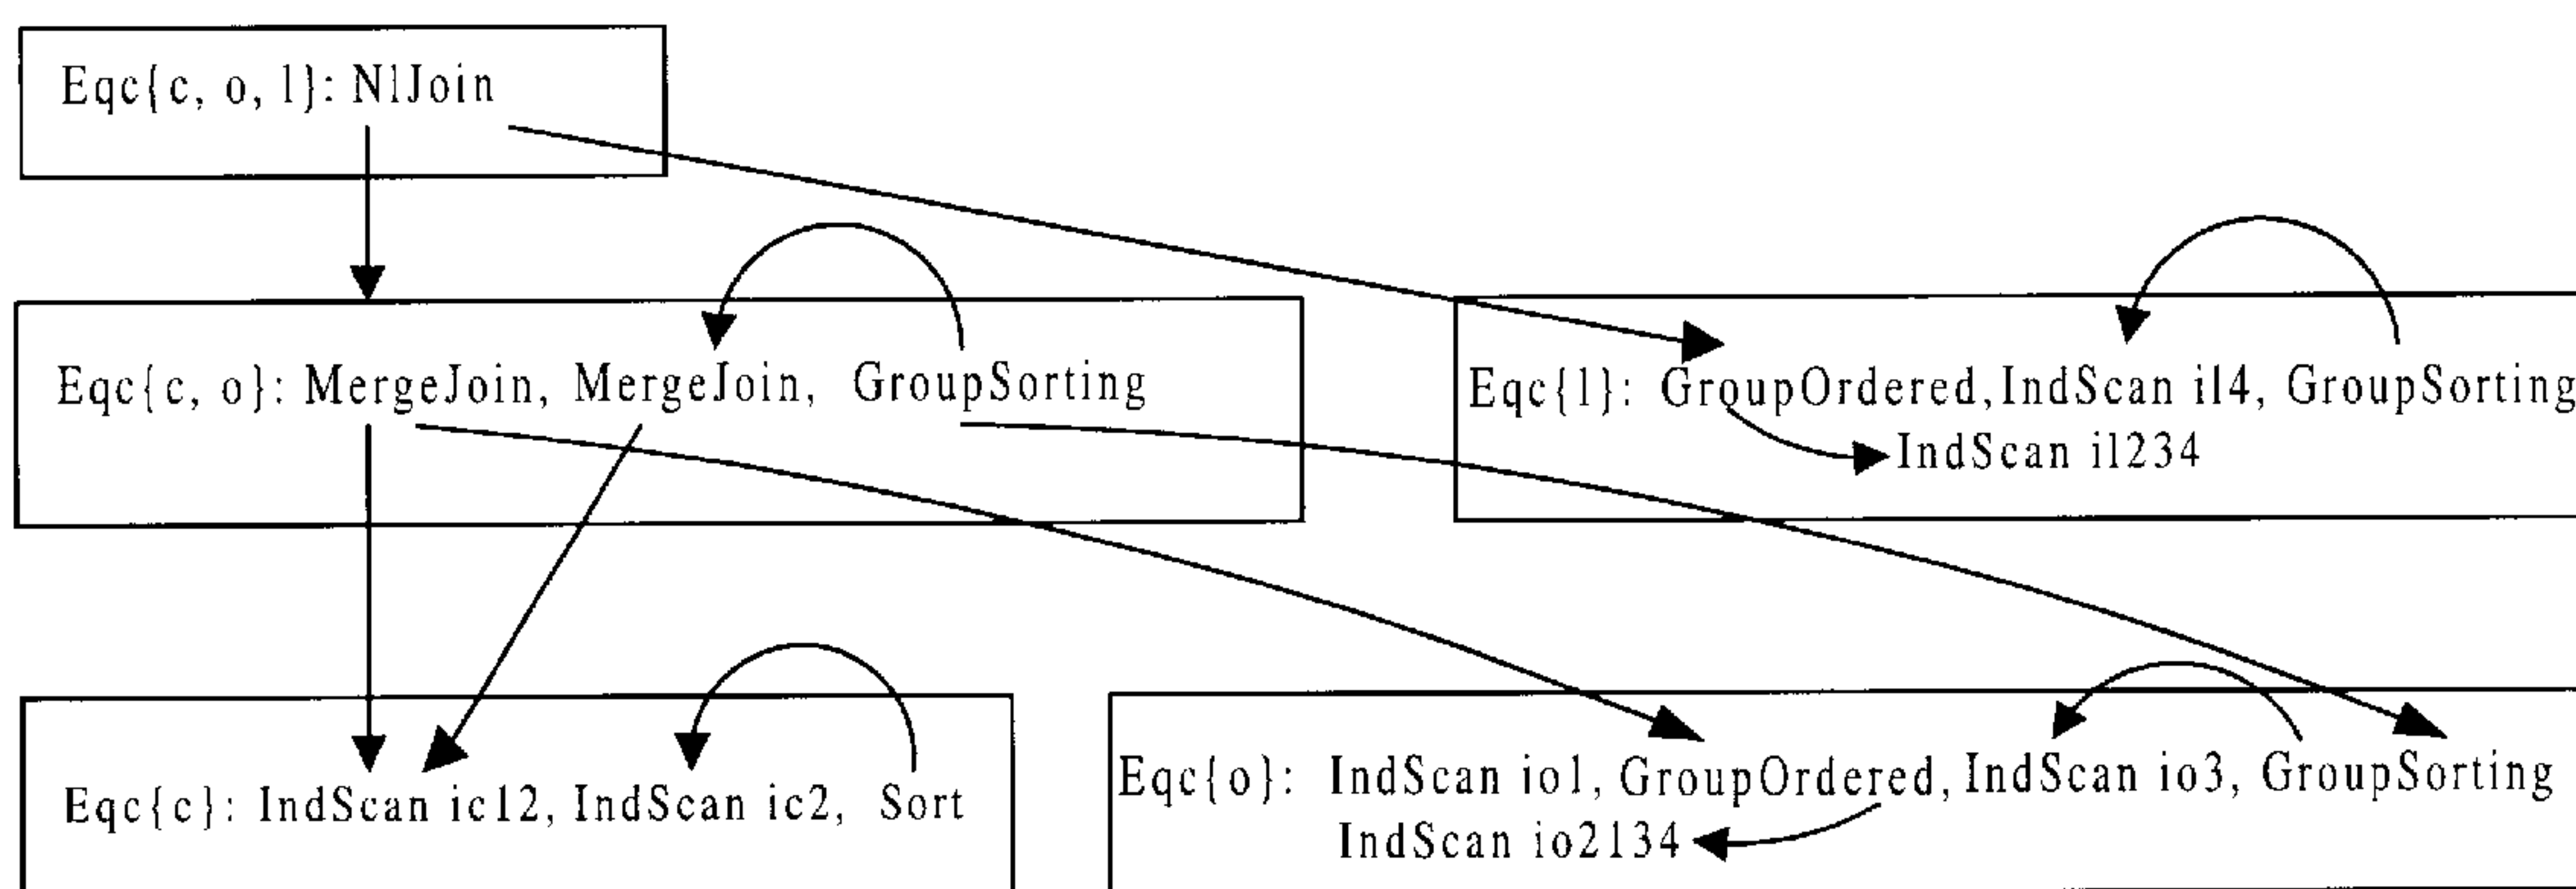 Eqc{c, o, l}: NlJoin
Eqc{c, o}: MergeJoin, MergeJoin, GroupSorting
Eqc{l}: GroupOrdered,IndScan il4, GroupSorting
IndScan il234
Eqc{c}: IndScan ic12, IndScan ic2, Sort
Eqc{o}: IndScan io1, GroupOrdered, IndScan io3, GroupSorting
IndScan io2134